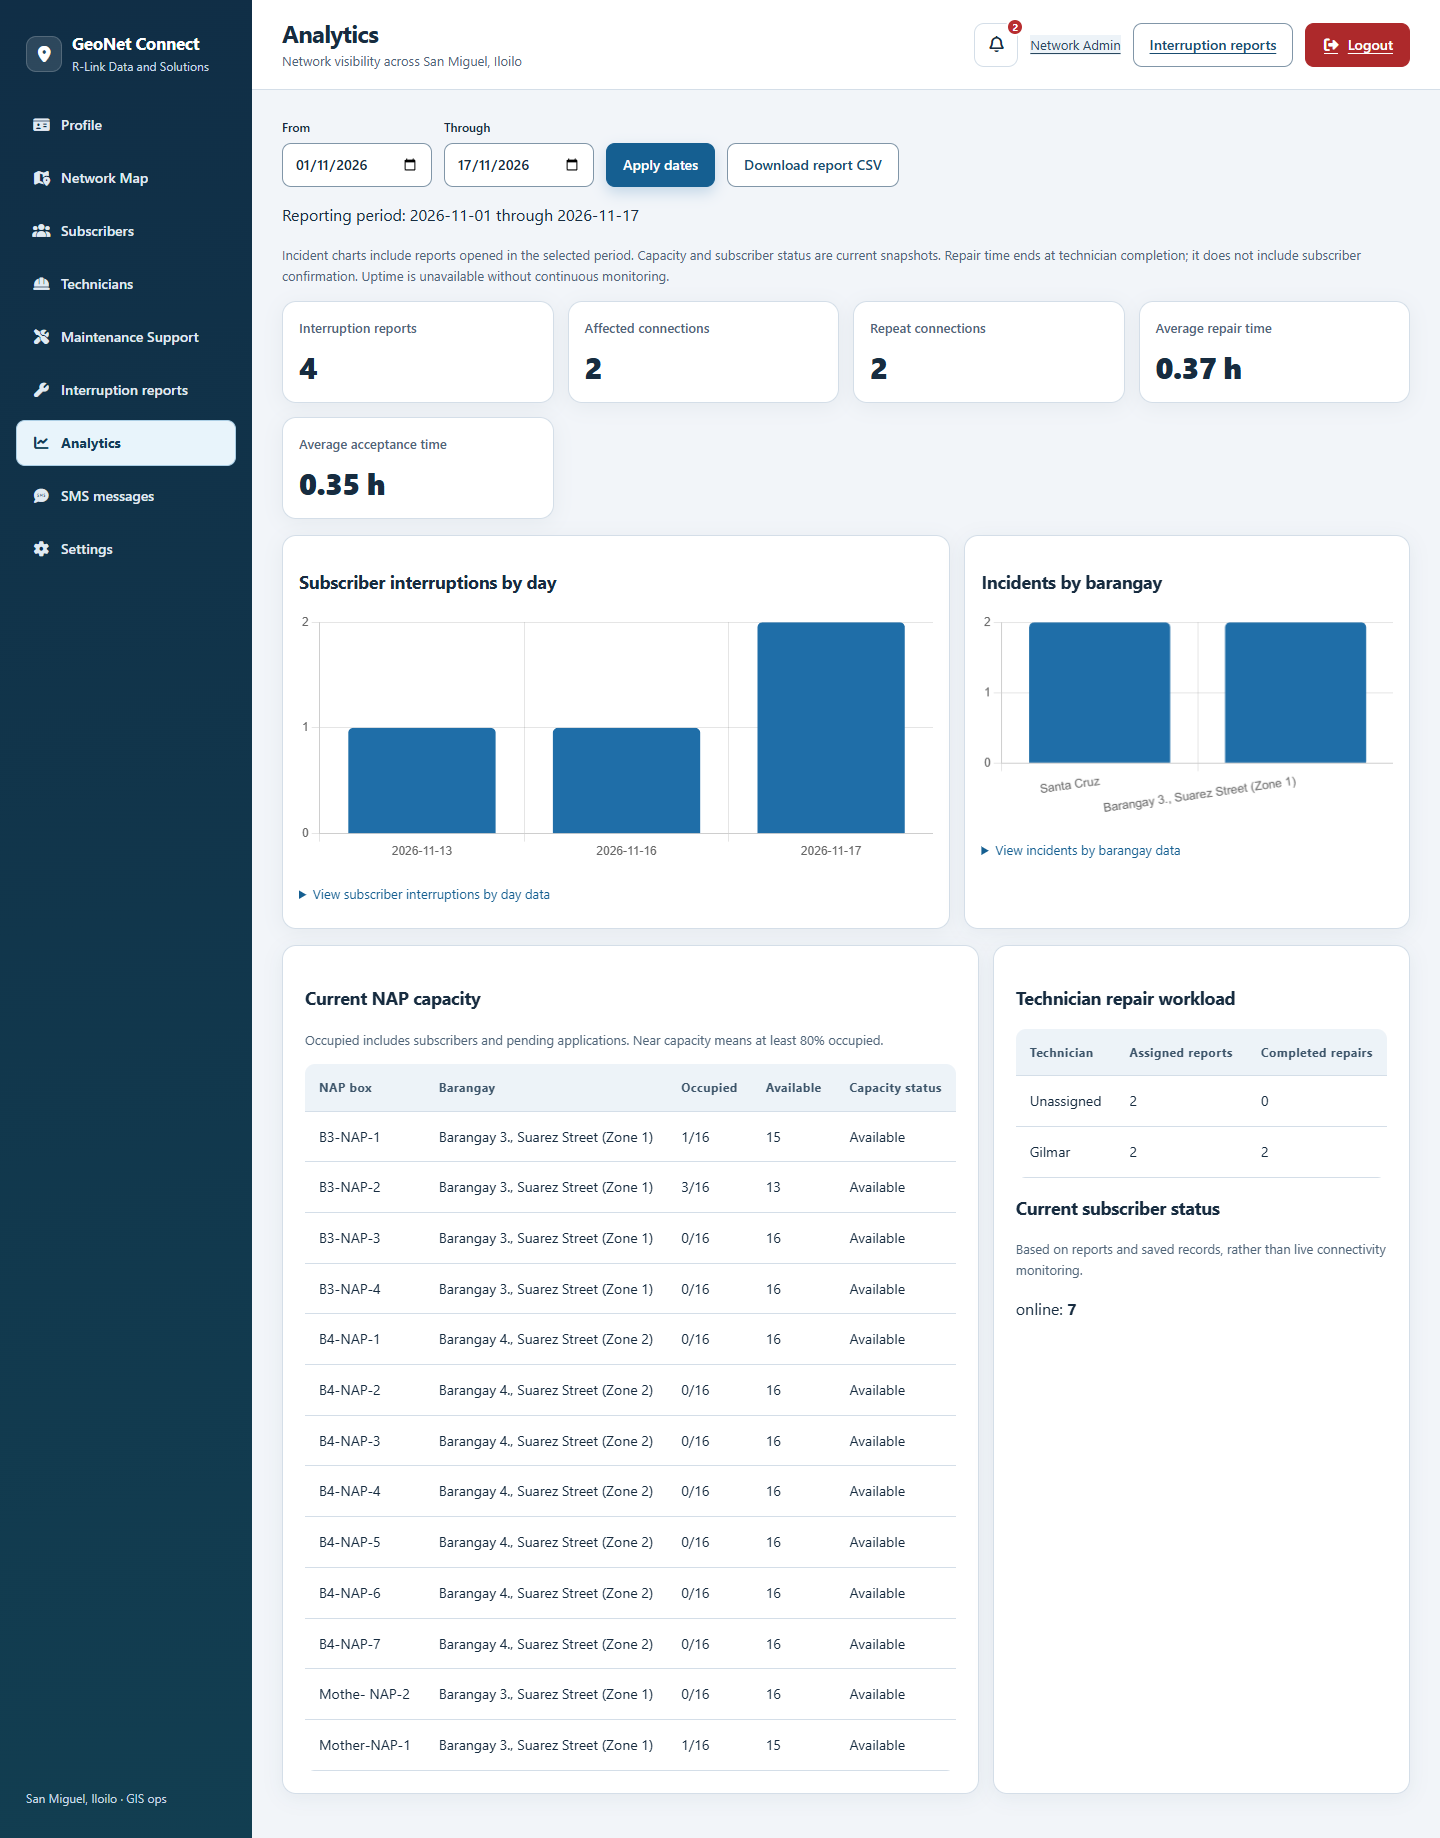 GeoNet Connect
R-Link Data and Solutions
Profile
Network Map
Subscribers
Technicians
Maintenance Support
Interruption reports
Analytics
SMS messages
Settings
San Miguel, Iloilo · GIS ops
Analytics
Network visibility across San Miguel, Iloilo
2
Network Admin
Interruption reports
Logout
From
Through
01/11/2026
17/11/2026
Apply dates
Download report CSV
Reporting period: 2026-11-01 through 2026-11-17
Incident charts include reports opened in the selected period. Capacity and subscriber status are current snapshots. Repair time ends at technician completion; it does not include subscriber
confirmation. Uptime is unavailable without continuous monitoring.
Interruption reports
4
Affected connections
2
Repeat connections
2
Average repair time
0.37 h
Average acceptance time
0.35 h
Subscriber interruptions by day
2
1
0
2026-11-13
2026-11-16
2026-11-17
View subscriber interruptions by day data
Incidents by barangay
2
1
0
Santa Cruz
Barangay 3., Suarez Street (Zone 1)
View incidents by barangay data
Current NAP capacity
Occupied includes subscribers and pending applications. Near capacity means at least 80% occupied.
NAP box Barangay Occupied Available Capacity status
B3-NAP-1 Barangay 3., Suarez Street (Zone 1) 1/16 15 Available
B3-NAP-2 Barangay 3., Suarez Street (Zone 1) 3/16 13 Available
B3-NAP-3 Barangay 3., Suarez Street (Zone 1) 0/16 16 Available
B3-NAP-4 Barangay 3., Suarez Street (Zone 1) 0/16 16 Available
B4-NAP-1 Barangay 4., Suarez Street (Zone 2) 0/16 16 Available
B4-NAP-2 Barangay 4., Suarez Street (Zone 2) 0/16 16 Available
B4-NAP-3 Barangay 4., Suarez Street (Zone 2) 0/16 16 Available
B4-NAP-4 Barangay 4., Suarez Street (Zone 2) 0/16 16 Available
B4-NAP-5 Barangay 4., Suarez Street (Zone 2) 0/16 16 Available
B4-NAP-6 Barangay 4., Suarez Street (Zone 2) 0/16 16 Available
B4-NAP-7 Barangay 4., Suarez Street (Zone 2) 0/16 16 Available
Mothe- NAP-2 Barangay 3., Suarez Street (Zone 1) 0/16 16 Available
Mother-NAP-1 Barangay 3., Suarez Street (Zone 1) 1/16 15 Available
Technician repair workload
Technician Assigned reports Completed repairs
Unassigned 2 0
Gilmar 2 2
Current subscriber status
Based on reports and saved records, rather than live connectivity
monitoring.
online: 7